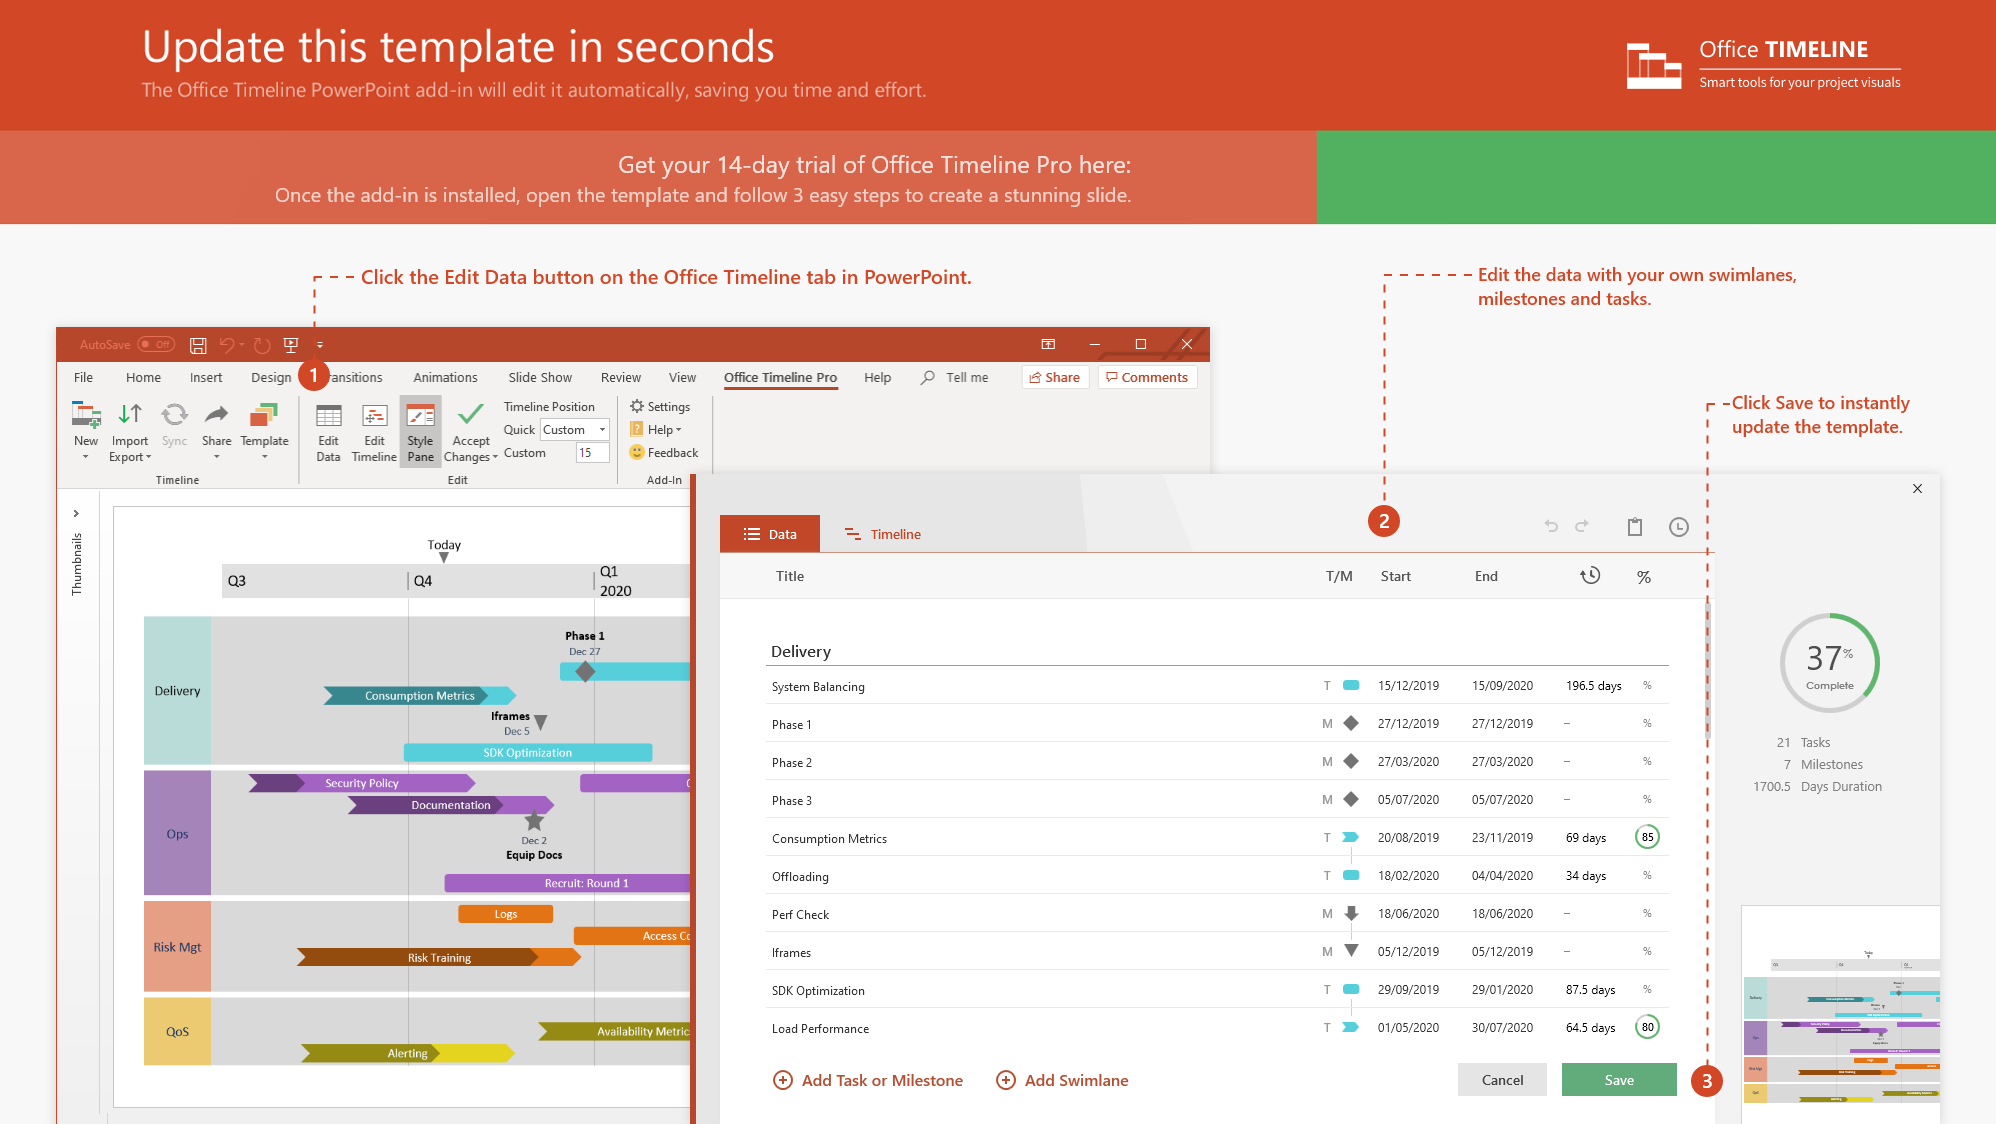 Update this template in seconds
The Office Timeline PowerPoint add-in will edit it automatically, saving you time and effort.
Office TIMELINE
Smart tools for your project visuals
Get your 14-day trial of Office Timeline Pro here:
Once the add-in is installed, open the template and follow 3 easy steps to create a stunning slide.
Click the Edit Data button on the Office Timeline tab in PowerPoint.
Edit the data with your own swimlanes,
milestones and tasks.
Click Save to instantly
update the template.
AutoSave Off
File Home Insert Design 1 ransitions Animations Slide Show Review View Office Timeline Pro Help Tell me Share Comments
New
Import
Export
Sync
Share
Template
Timeline
Edit
Data
Edit
Timeline
Style
Pane
Accept
Changes
Timeline Position
Quick Custom
Custom 15
Edit
Settings
Help
Feedback
Add-In
Thumbnails
Today
Q3 Q4 Q1
2020
Delivery
Phase 1
Dec 27
Consumption Metrics
Iframes
Dec 5
SDK Optimization
Ops
Security Policy
Documentation
Dec 2
Equip Docs
Recruit: Round 1
Risk Mgt
Logs
Access Co
Risk Training
QoS
Availability Metric
Alerting
2
Data Timeline
Title T/M Start End %
Delivery
System Balancing T 15/12/2019 15/09/2020 196.5 days %
Phase 1 M 27/12/2019 27/12/2019 – %
Phase 2 M 27/03/2020 27/03/2020 – %
Phase 3 M 05/07/2020 05/07/2020 – %
Consumption Metrics T 20/08/2019 23/11/2019 69 days 85
Offloading T 18/02/2020 04/04/2020 34 days %
Perf Check M 18/06/2020 18/06/2020 – %
Iframes M 05/12/2019 05/12/2019 – %
SDK Optimization T 29/09/2019 29/01/2020 87.5 days %
Load Performance T 01/05/2020 30/07/2020 64.5 days 80
Add Task or Milestone Add Swimlane Cancel Save 3
37%
Complete
21 Tasks
7 Milestones
1700.5 Days Duration